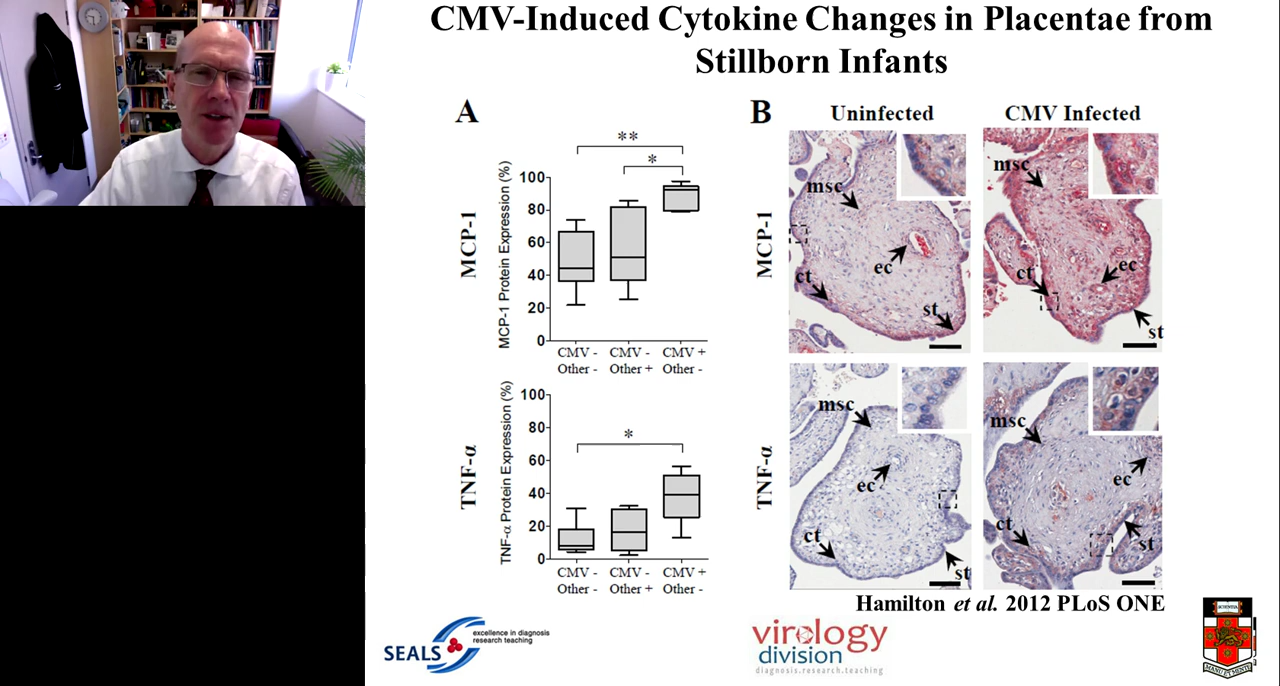 CMV-Induced Cytokine Changes in Placentae from
Stillborn Infants
A
**
*
MCP-1
MCP-1 Protein Expression (%)
100
80
60
40
20
0
CMV - CMV - CMV +
Other - Other + Other -
*
TNF-α
TNF-α Protein Expression (%)
100
80
60
40
20
0
CMV - CMV - CMV +
Other - Other + Other -
B
Uninfected CMV Infected
MCP-1
msc
ec
ct
st
msc
ec
ct
st
TNF-α
msc
ec
ct
st
msc
ec
ct
st
Hamilton et al. 2012 PLoS ONE
SEALS
excellence in diagnosis
research teaching
virology
division
diagnosis.research.teaching
SCIENTIA
MANU ET MENTE